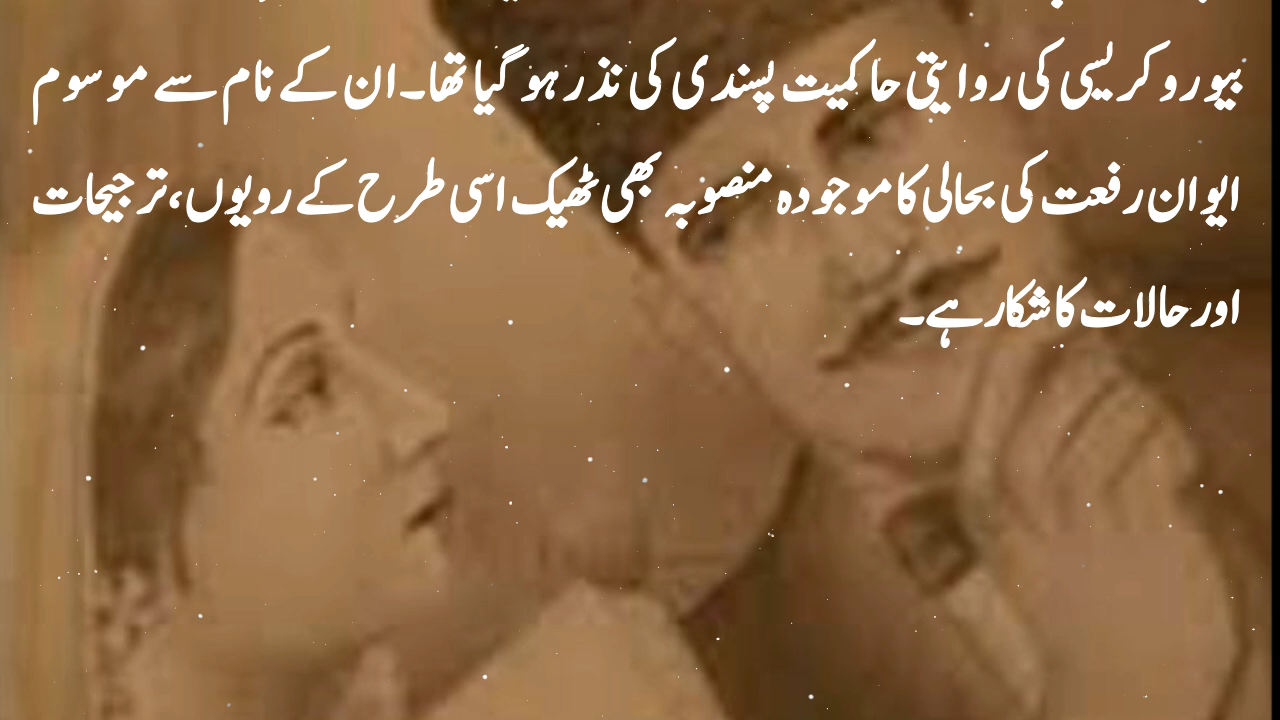 بیوروکریسی کی روایتی حاکمیت پسندی کی نذر ہو گیا تھا۔ان کے نام سے موسوم
ایوان رفعت کی بحالی کا موجودہ منصوبہ بھی ٹھیک اسی طرح کے رویوں،ترجیحات
اور حالات کا شکار ہے۔